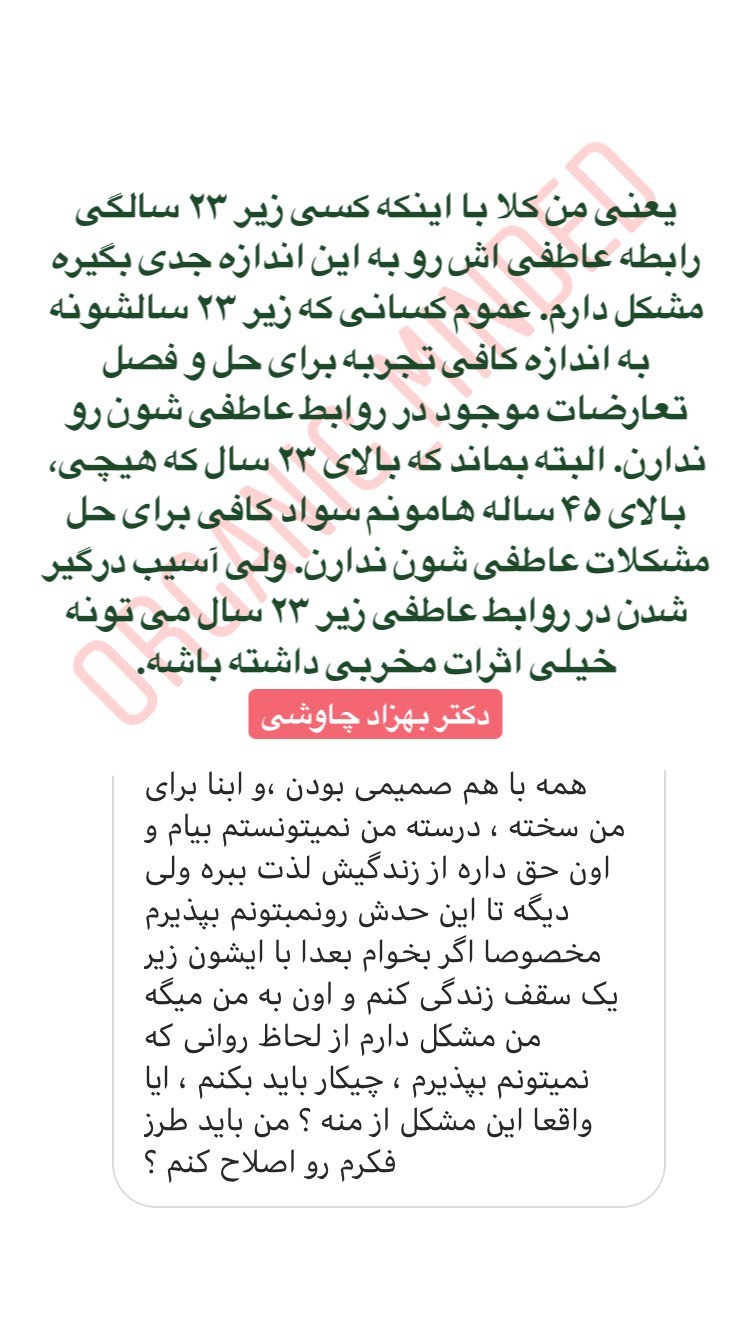 یعنی من کلا با اینکه کسی زیر ۲۳ سالگی
رابطه عاطفی اش رو به این اندازه جدی بگیره
مشکل دارم. عموم کسانی که زیر ۲۳ سالشونه
به اندازه کافی تجربه برای حل و فصل
تعارضات موجود در روابط عاطفی شون رو
ندارن. البته بماند که بالای ۲۳ سال که هیچی،
بالای ۴۵ ساله هامونم سواد کافی برای حل
مشکلات عاطفی شون ندارن. ولی آسیب درگیر
شدن در روابط عاطفی زیر ۲۳ سال می تونه
خیلی اثرات مخربی داشته باشه.
ORGANIC_MINDED
دکتر بهزاد چاوشی
همه با هم صمیمی بودن ،و ابنا برای
من سخته ، درسته من نمیتونستم بیام و
اون حق داره از زندگیش لذت ببره ولی
دیگه تا این حدش رونمبتونم بپذیرم
مخصوصا اگر بخوام بعدا با ایشون زیر
یک سقف زندگی کنم و اون به من میگه
من مشکل دارم از لحاظ روانی که
نمیتونم بپذیرم ، چیکار باید بکنم ، ایا
واقعا این مشکل از منه ؟ من باید طرز
فکرم رو اصلاح کنم ؟